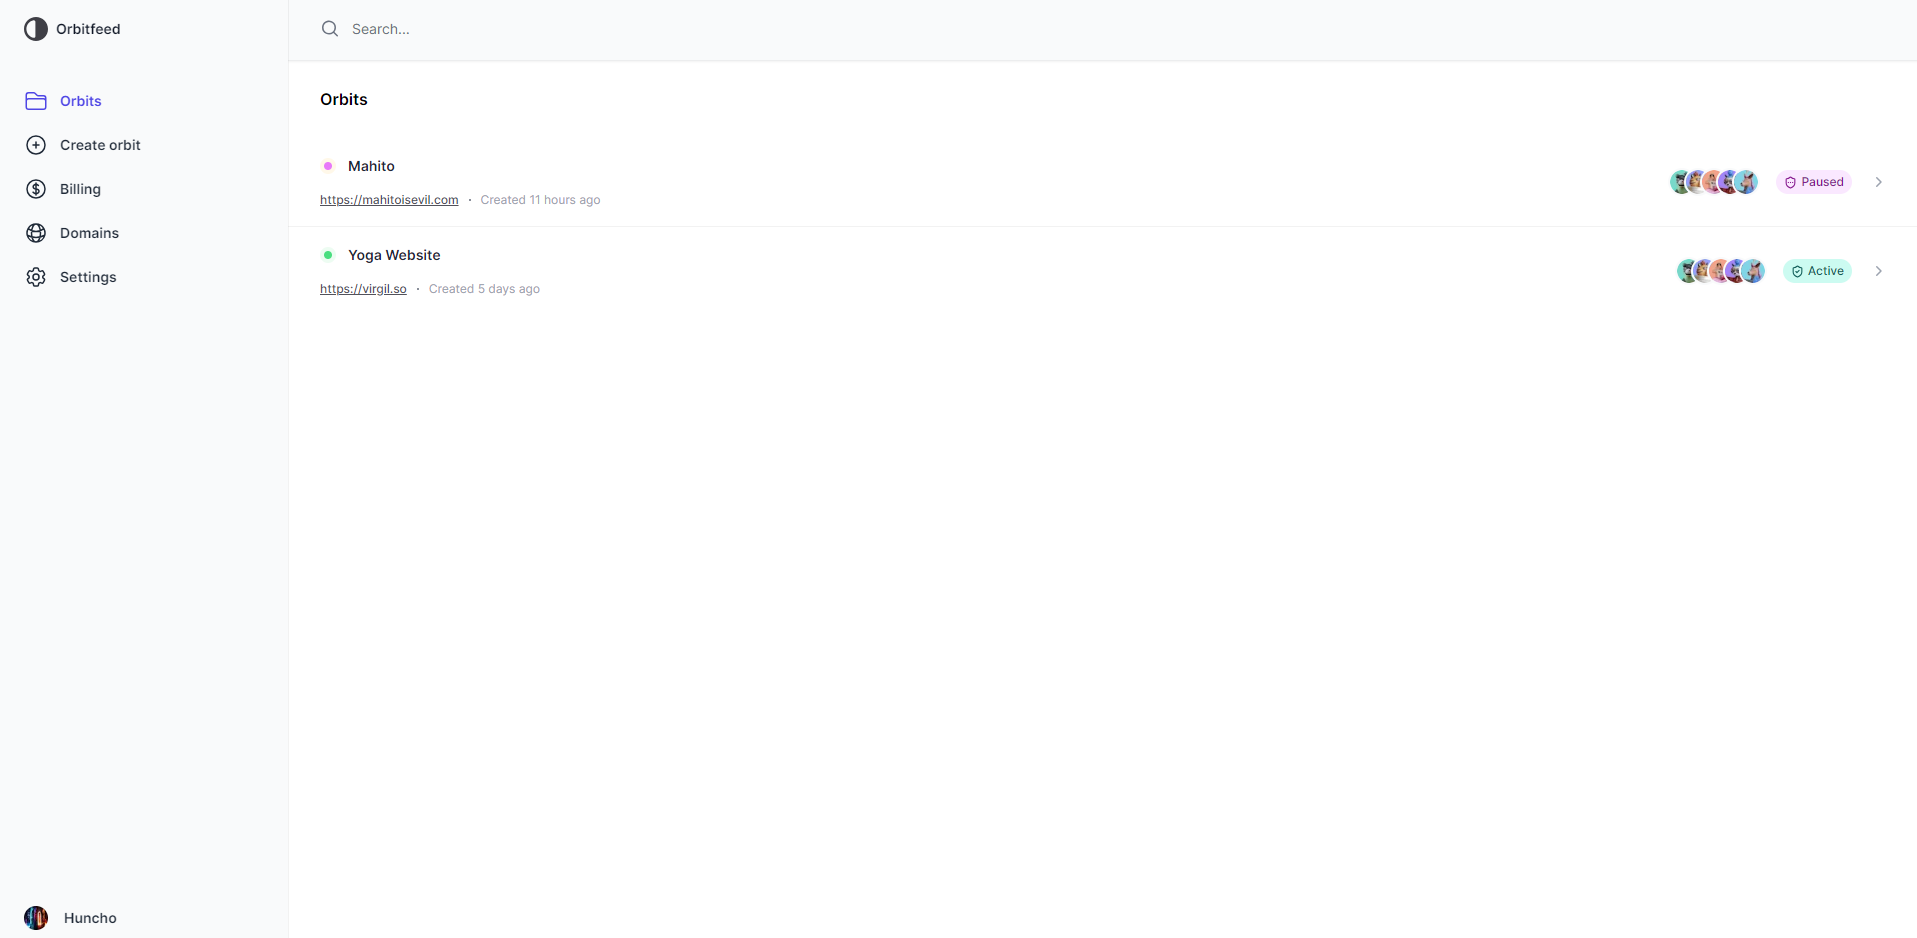 Orbitfeed
Search...
Orbits
Create orbit
Billing
Domains
Settings
Huncho
Orbits
Mahito
https://mahitoisevil.com · Created 11 hours ago
Paused
Yoga Website
https://virgil.so · Created 5 days ago
Active